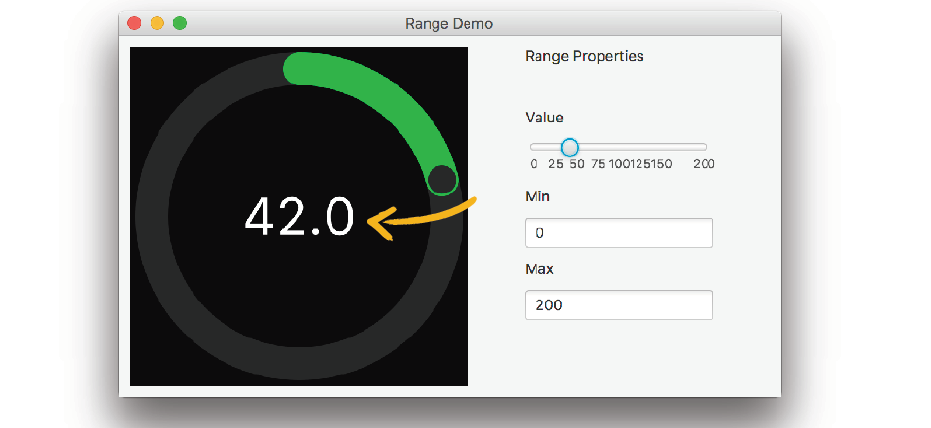 Range Demo
42.0
Range Properties
Value
0 25 50 75 100125150 200
Min
0
Max
200